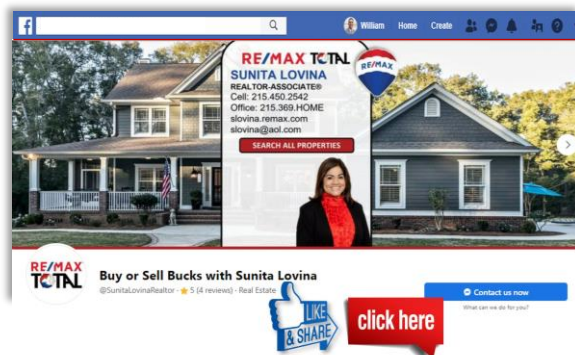 f
William Home Create
RE/MAX TOTAL
RE/MAX
SUNITA LOVINA
REALTOR-ASSOCIATE®
Cell: 215.450.2542
Office: 215.369.HOME
slovina.remax.com
slovina@aol.com
SEARCH ALL PROPERTIES
RE/MAX
TOTAL
Buy or Sell Bucks with Sunita Lovina
@SunitaLovinaRealtor · 5 (4 reviews) · Real Estate
Contact us now
What can we do for you?
LIKE
& SHARE
click here